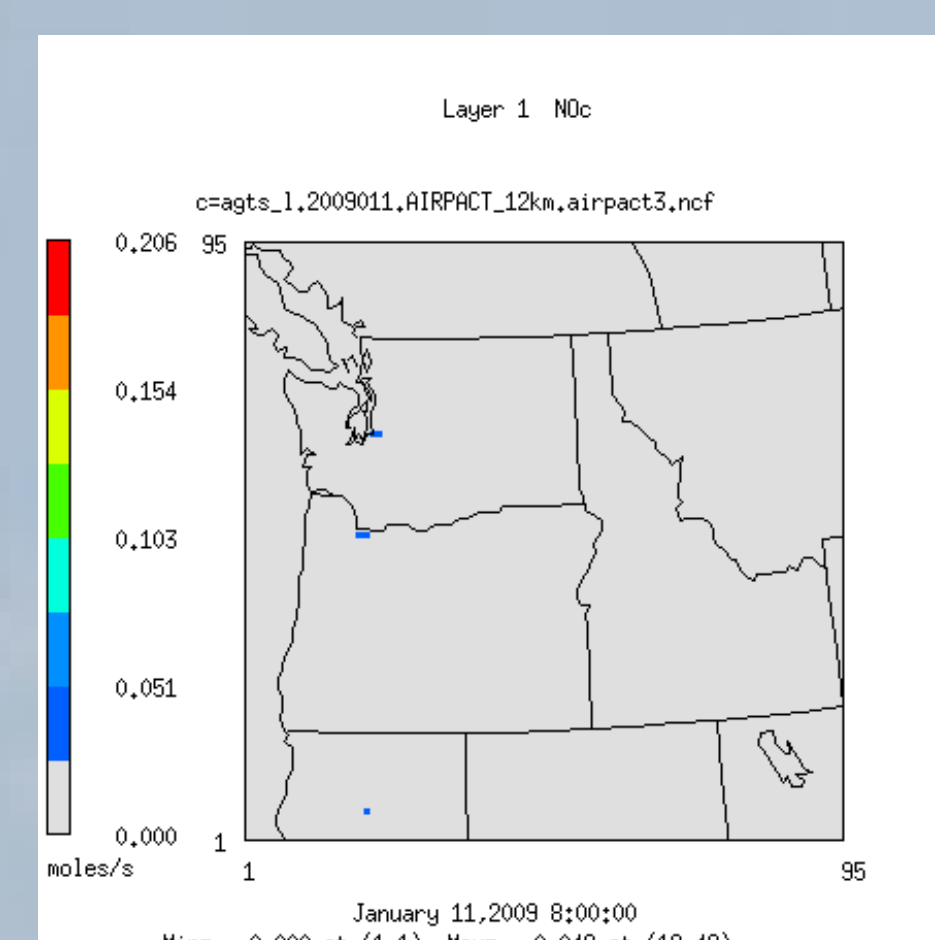 Layer 1 NOc
c=agts_l.2009011.AIRPACT_12km.airpact3.ncf
0.206
0.154
0.103
0.051
0.000
moles/s
95
1
1
95
January 11,2009 8:00:00